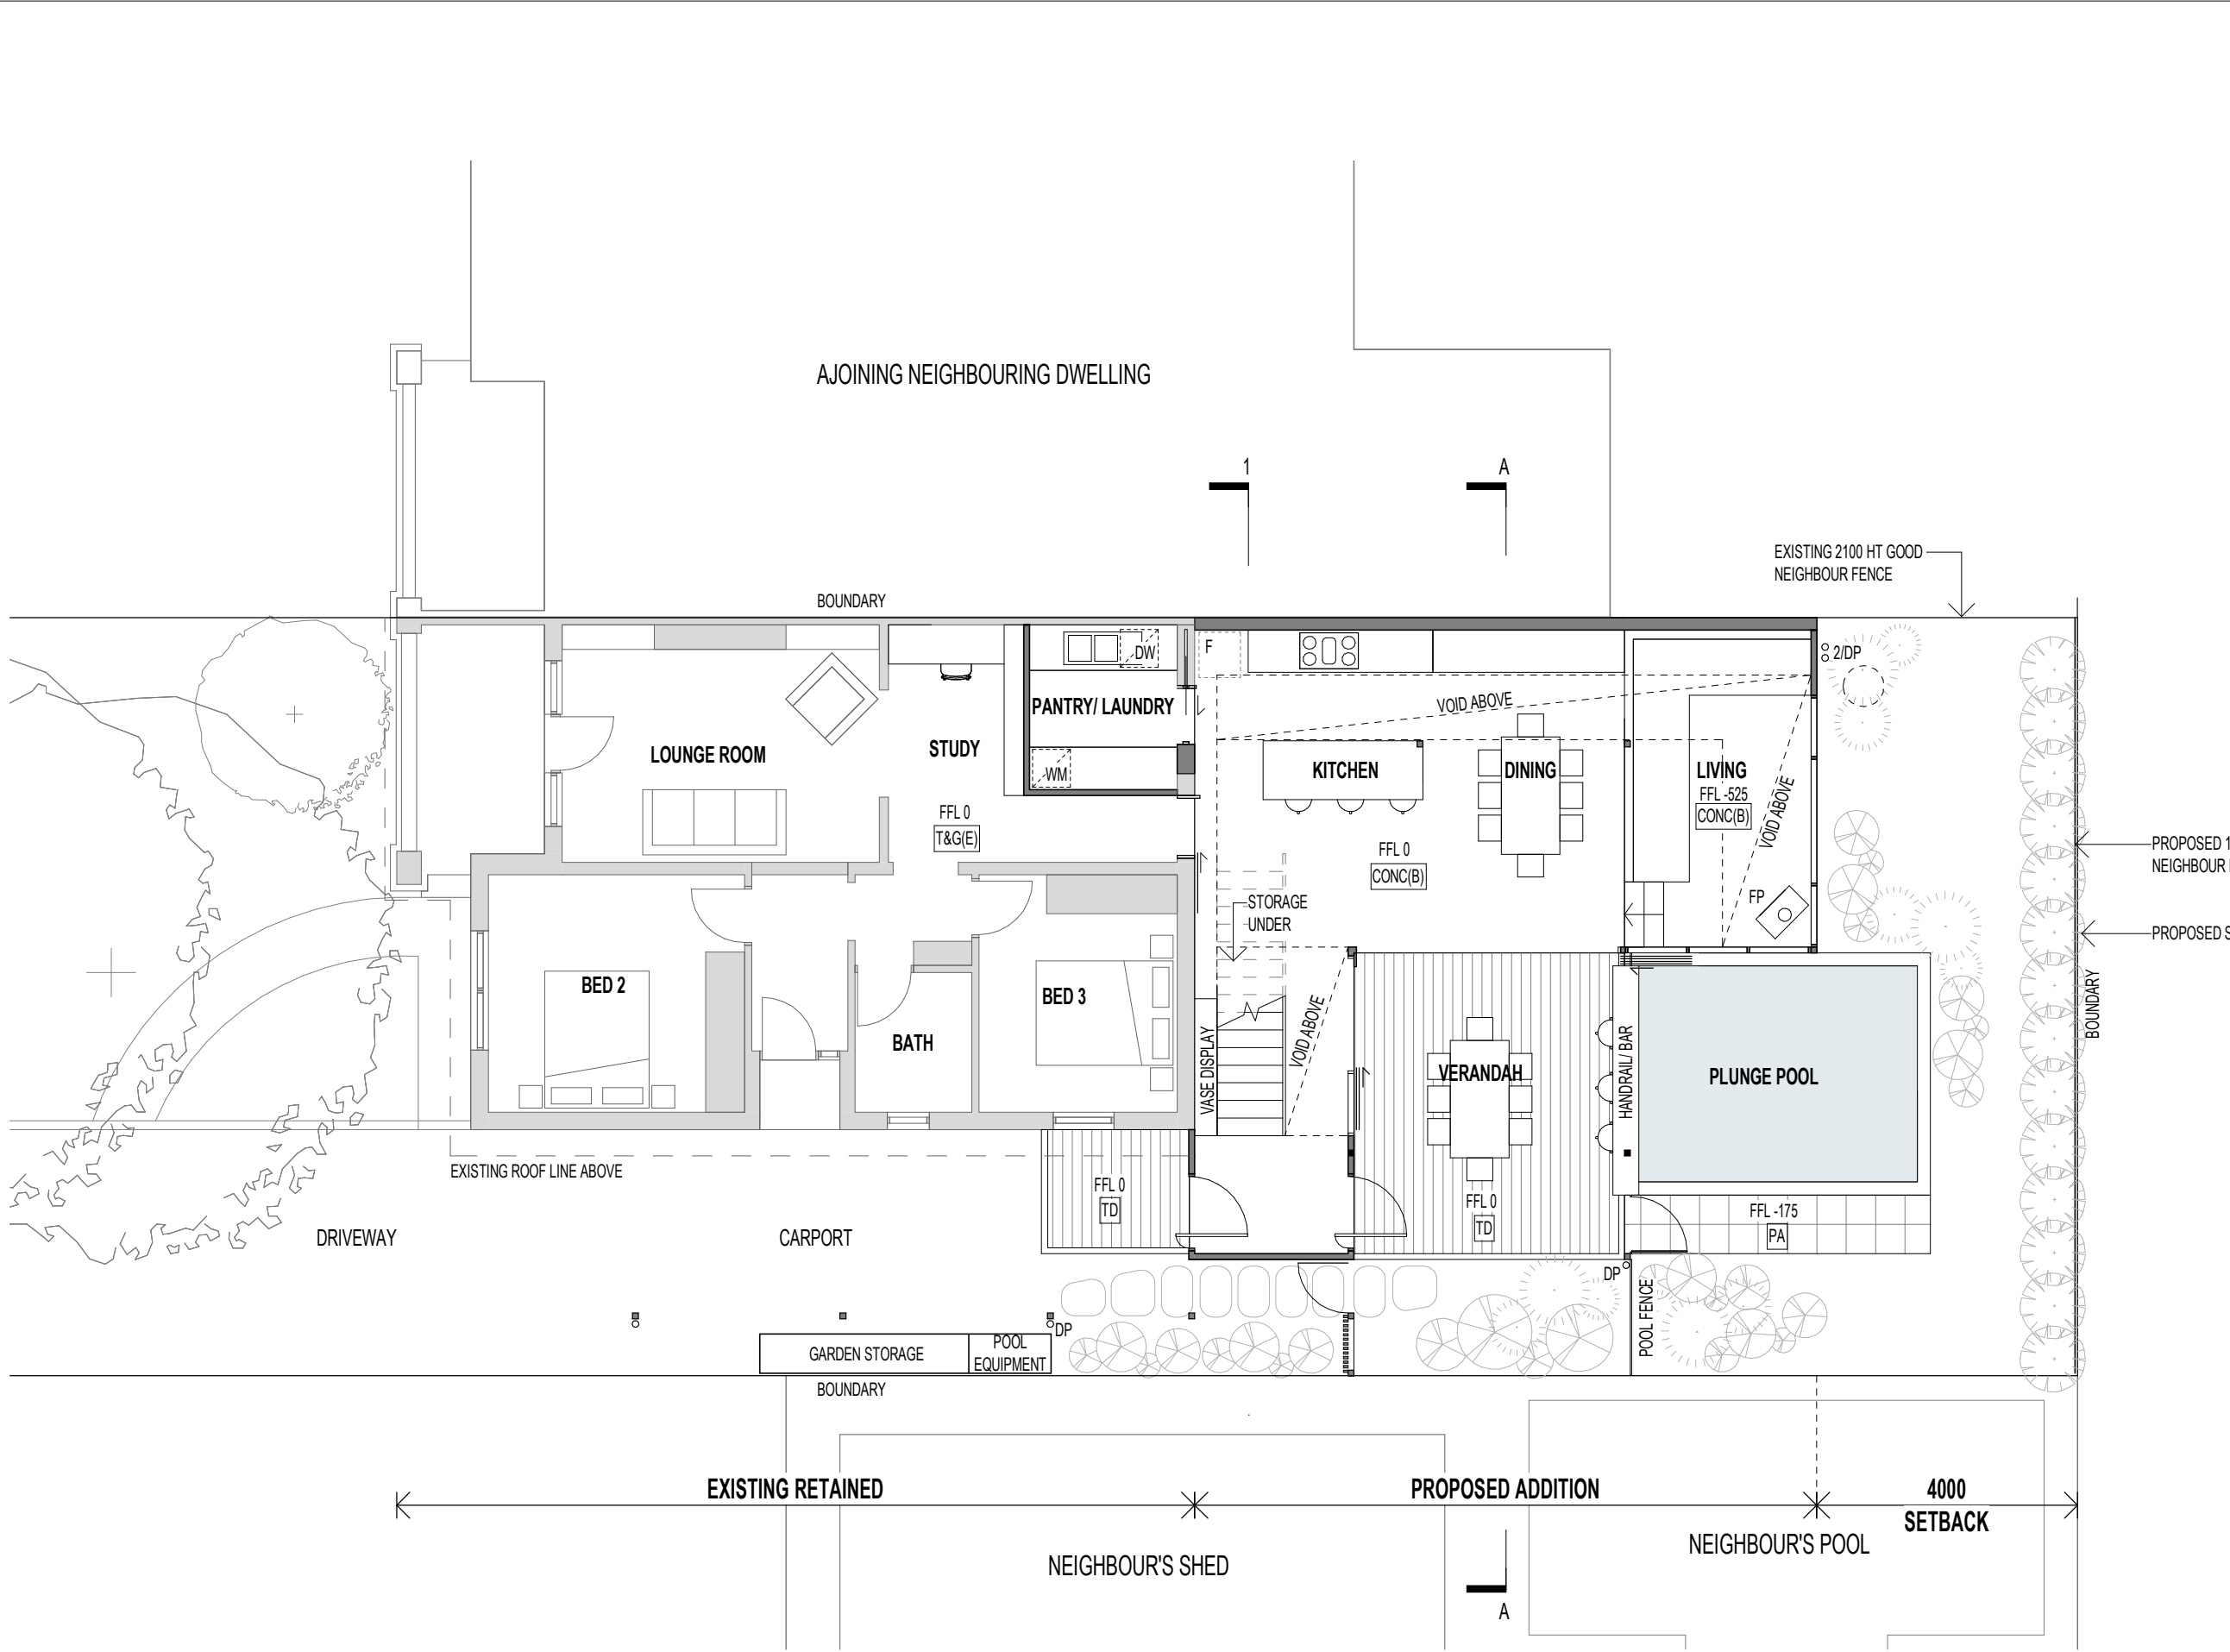 AJOINING NEIGHBOURING DWELLING
1
A
EXISTING 2100 HT GOOD
NEIGHBOUR FENCE
BOUNDARY
F
DW
2/DP
PANTRY/ LAUNDRY
VOID ABOVE
STUDY
LOUNGE ROOM
WM
KITCHEN
DINING
LIVING
FFL -525
CONC(B)
VOID ABOVE
FFL 0
T&G(E)
FFL 0
CONC(B)
PROPOSED 1
NEIGHBOUR
FP
STORAGE
UNDER
PROPOSED S
BOUNDARY
BED 2
BED 3
BATH
VASE DISPLAY
VOID ABOVE
VERANDAH
HANDRAIL/ BAR
PLUNGE POOL
EXISTING ROOF LINE ABOVE
FFL 0
TD
FFL 0
TD
FFL -175
PA
DRIVEWAY
CARPORT
DP
POOL FENCE
DP
GARDEN STORAGE
POOL
EQUIPMENT
BOUNDARY
EXISTING RETAINED
PROPOSED ADDITION
4000
SETBACK
NEIGHBOUR'S SHED
NEIGHBOUR'S POOL
A